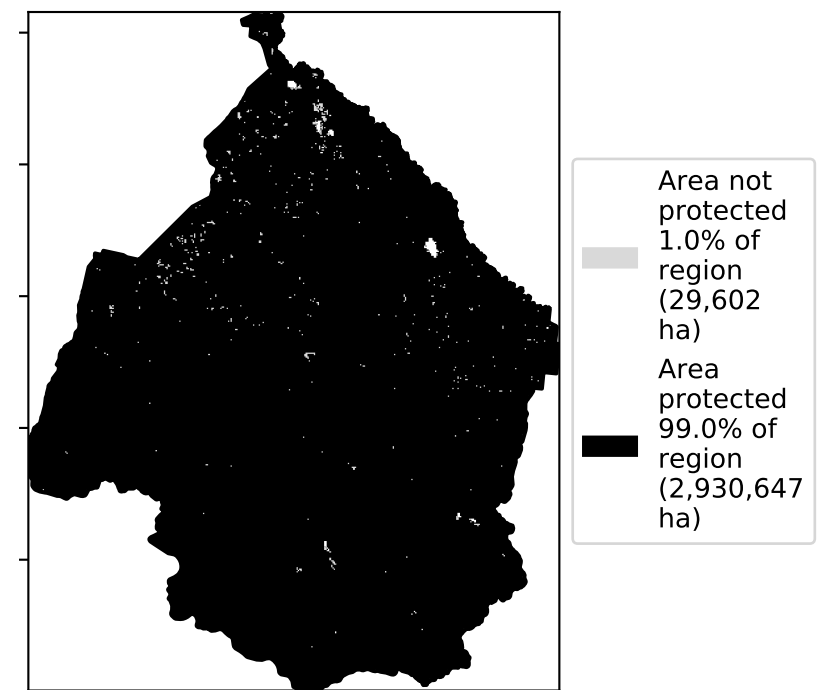 Area not
protected
1.0% of
region
(29,602
ha)
Area
protected
99.0% of
region
(2,930,647
ha)